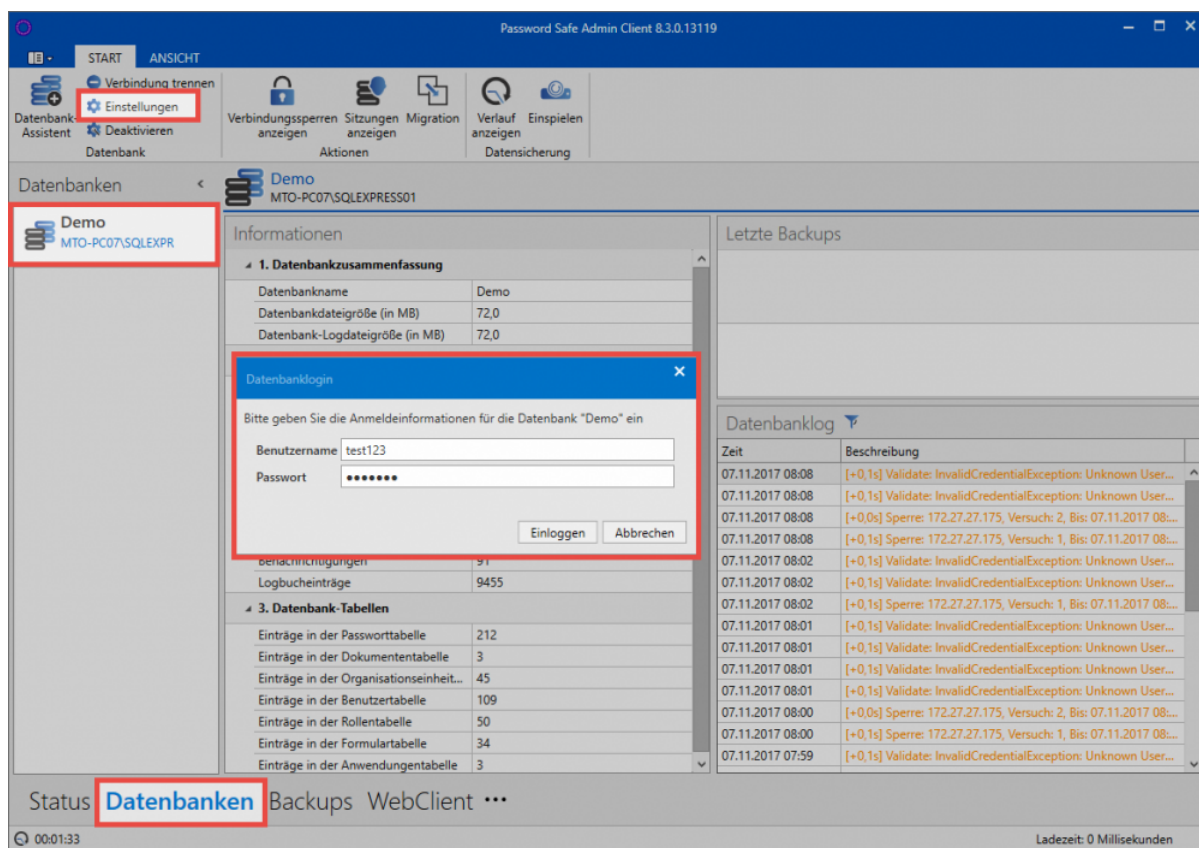 Password Safe Admin Client 8.3.0.13119
START ANSICHT
Datenbank-Assistent
Verbindung trennen
Einstellungen
Deaktivieren
Datenbank
Verbindungssperren anzeigen
Sitzungen anzeigen
Migration
Aktionen
Verlauf anzeigen
Einspielen
Datensicherung
Datenbanken
Demo
MTO-PC07\SQLEXPR
Demo
MTO-PC07\SQLEXPRESS01
Informationen
1. Datenbankzusammenfassung
Datenbankname Demo
Datenbankdateigröße (in MB) 72,0
Datenbank-Logdateigröße (in MB) 72,0
Datenbanklogin
Bitte geben Sie die Anmeldeinformationen für die Datenbank "Demo" ein
Benutzername test123
Passwort •••••••
Einloggen Abbrechen
Benachrichtigungen 91
Logbucheinträge 9455
3. Datenbank-Tabellen
Einträge in der Passworttabelle 212
Einträge in der Dokumententabelle 3
Einträge in der Organisationseinheit... 45
Einträge in der Benutzertabelle 109
Einträge in der Rollentabelle 50
Einträge in der Formulartabelle 34
Einträge in der Anwendungentabelle 3
Letzte Backups
Datenbanklog
Zeit Beschreibung
07.11.2017 08:08 [+0,1s] Validate: InvalidCredentialException: Unknown User...
07.11.2017 08:08 [+0,1s] Validate: InvalidCredentialException: Unknown User...
07.11.2017 08:08 [+0,0s] Sperre: 172.27.27.175, Versuch: 2, Bis: 07.11.2017 08:...
07.11.2017 08:08 [+0,1s] Sperre: 172.27.27.175, Versuch: 1, Bis: 07.11.2017 08:...
07.11.2017 08:02 [+0,1s] Validate: InvalidCredentialException: Unknown User...
07.11.2017 08:02 [+0,1s] Validate: InvalidCredentialException: Unknown User...
07.11.2017 08:02 [+0,1s] Sperre: 172.27.27.175, Versuch: 1, Bis: 07.11.2017 08:...
07.11.2017 08:01 [+0,1s] Validate: InvalidCredentialException: Unknown User...
07.11.2017 08:01 [+0,1s] Validate: InvalidCredentialException: Unknown User...
07.11.2017 08:01 [+0,1s] Validate: InvalidCredentialException: Unknown User...
07.11.2017 08:01 [+0,1s] Validate: InvalidCredentialException: Unknown User...
07.11.2017 08:00 [+0,0s] Sperre: 172.27.27.175, Versuch: 2, Bis: 07.11.2017 08:...
07.11.2017 08:00 [+0,1s] Sperre: 172.27.27.175, Versuch: 1, Bis: 07.11.2017 08:...
07.11.2017 07:59 [+0,1s] Validate: InvalidCredentialException: Unknown User...
Status Datenbanken Backups WebClient •••
00:01:33
Ladezeit: 0 Millisekunden